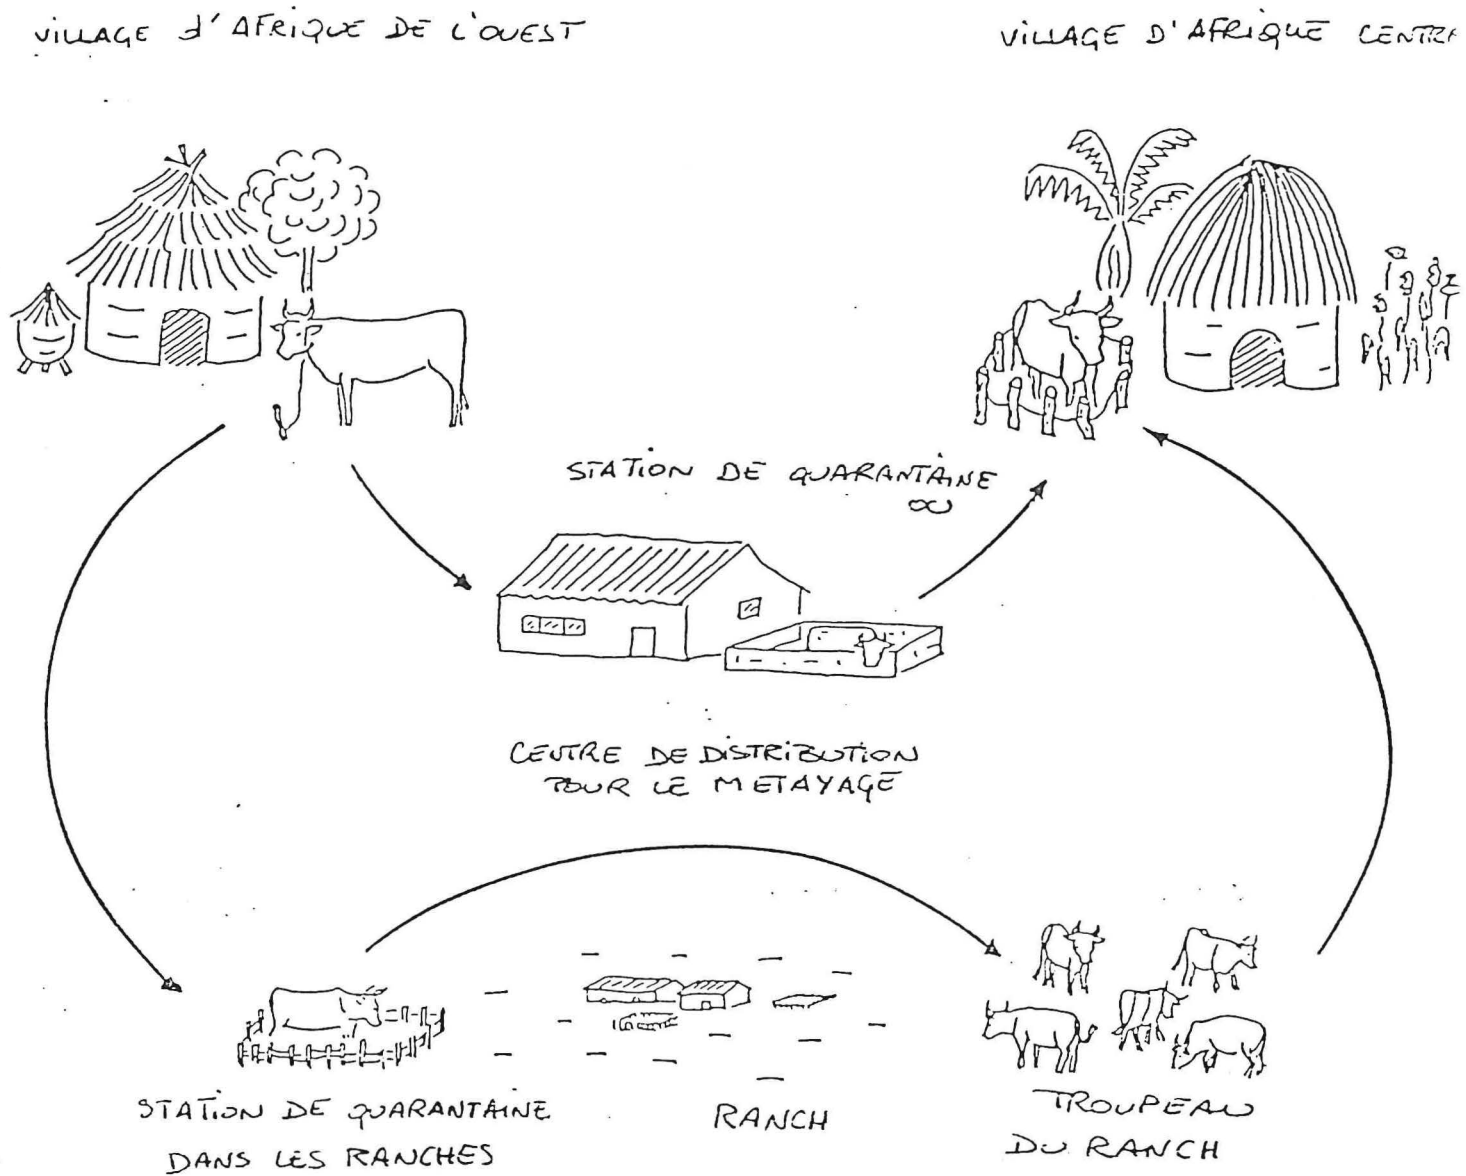 VILLAGE d'AFRIQUE DE L'OUEST
VILLAGE D'AFRIQUE CENTR
STATION DE QUARANTAINE
OU
CENTRE DE DISTRIBUTION
POUR LE METAYAGE
STATION DE QUARANTAINE
DANS LES RANCHES
RANCH
TROUPEAU
DU RANCH